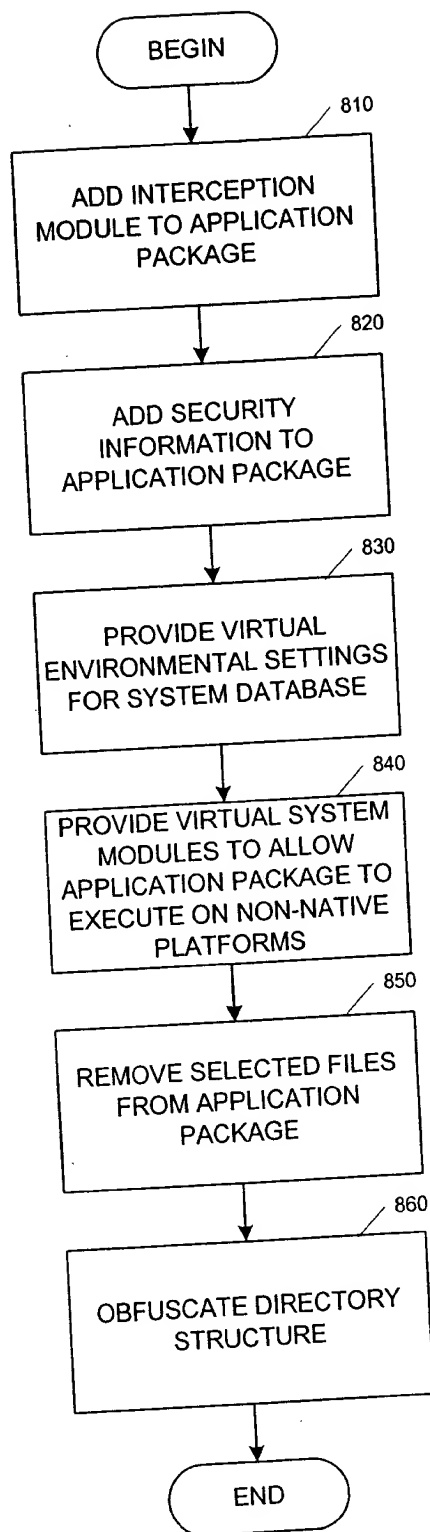 BEGIN
810
ADD INTERCEPTION
MODULE TO APPLICATION
PACKAGE
820
ADD SECURITY
INFORMATION TO
APPLICATION PACKAGE
830
PROVIDE VIRTUAL
ENVIRONMENTAL SETTINGS
FOR SYSTEM DATABASE
840
PROVIDE VIRTUAL SYSTEM
MODULES TO ALLOW
APPLICATION PACKAGE TO
EXECUTE ON NON-NATIVE
PLATFORMS
850
REMOVE SELECTED FILES
FROM APPLICATION
PACKAGE
860
OBFUSCATE DIRECTORY
STRUCTURE
END